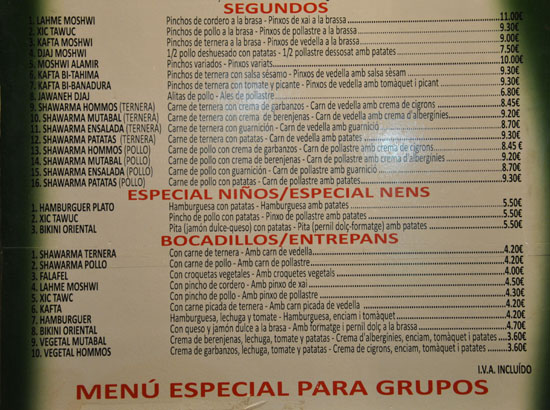 SEGUNDOS
1. LAHME MOSHWI Pinchos de cordero a la brasa - Pinxos de xai a la brassa 11.00€
2. XIC TAWUC Pinchos de pollo a la brasa - Pinxos de pollastre a la brassa 9.30€
3. KAFTA MOSHWI Pinchos de ternera a la brasa - Pinxos de vedella a la brassa 9.30€
4. DJAJ MOSHWI 1/2 pollo deshuesado con patatas - 1/2 pollastre dessosat amb patates 7.50€
5. MOSHWI ALAMIR Pinchos variados - Pinxos variats 10.00€
6. KAFTA BI-TAHIMA Pinchos de ternera con salsa sésamo - Pinxos de vedella amb salsa sèsam 9.30€
7. KAFTA BI-BANADURA Pinchos de ternera con tomate y picante - Pinxos de vedella amb tomàquet i picant 9.30€
8. JAWANEH DJAJ Alitas de pollo - Ales de pollastre 6.80€
9. SHAWARMA HOMMOS (TERNERA) Carne de ternera con crema de garbanzos - Carn de vedella amb crema de cigrons 8.45€
10. SHAWARMA MUTABAL (TERNERA) Carne de ternera con crema de berenjenas - Carn de vedella amb crema d'albergínies 9.20€
11. SHAWARMA ENSALADA (TERNERA) Carne de ternera con guarnición - Carn de vedella amb guarnició 8.70€
12. SHAWARMA PATATAS (TERNERA) Carne de ternera con patatas - Carn de vedella amb patates 9.30€
13. SHAWARMA HOMMOS (POLLO) Carne de pollo con crema de garbanzos - Carn de pollastre amb crema de cigrons 8.45 €
14. SHAWARMA MUTABAL (POLLO) Carne de pollo con crema de berenjenas - Carn de pollastre amb crema d'albergínies 9.20€
15. SHAWARMA ENSALADA (POLLO) Carne de pollo con guarnición - Carn de pollastre amb guarnició 8.70€
16. SHAWARMA PATATAS (POLLO) Carne de pollo con patatas - Carn de pollastre amb patates 9.30€
ESPECIAL NIÑOS/ESPECIAL NENS
1. HAMBURGUER PLATO Hamburguesa con patatas - Hamburguesa amb patates 5.50€
2. XIC TAWUC Pincho de pollo con patatas - Pinxo de pollastre amb patates 5.50€
3. BIKINI ORIENTAL Pita (jamón dulce-queso) con patatas - Pita (pernil dolç-formatge) amb patates 5.50€
BOCADILLOS/ENTREPANS
1. SHAWARMA TERNERA Con carne de ternera - Amb carn de vedella 4.20€
2. SHAWARMA POLLO Con carne de pollo - Amb carn de pollastre 4.20€
3. FALAFEL Con croquetas vegetales - Amb croquetes vegetals 4.00€
4. LAHME MOSHWI Con pincho de cordero - Amb pinxo de xai 4.50€
5. XIC TAWC Con pincho de pollo - Amb pinxo de pollastre 4.30€
6. KAFTA Con carne picada de ternera - Amb carn picada de vedella 4.20€
7. HAMBURGUER Hamburguesa, lechuga y tomate - Hamburguesa, enciam i tomàquet 4.70€
8. BIKINI ORIENTAL Con queso y jamón dulce a la brasa - Amb formatge i pernil dolç a la brassa 4.70€
9. VEGETAL MUTABAL Crema de berenjenas, lechuga, tomate y patatas - Crema d'albergínies, enciam, tomàquet i patates 3.60€
10. VEGETAL HOMMOS Crema de garbanzos, lechuga, tomate y patatas - Crema de cigrons, enciam, tomàquet i patates 3.60€
I.V.A. INCLUÍDO
MENÚ ESPECIAL PARA GRUPOS